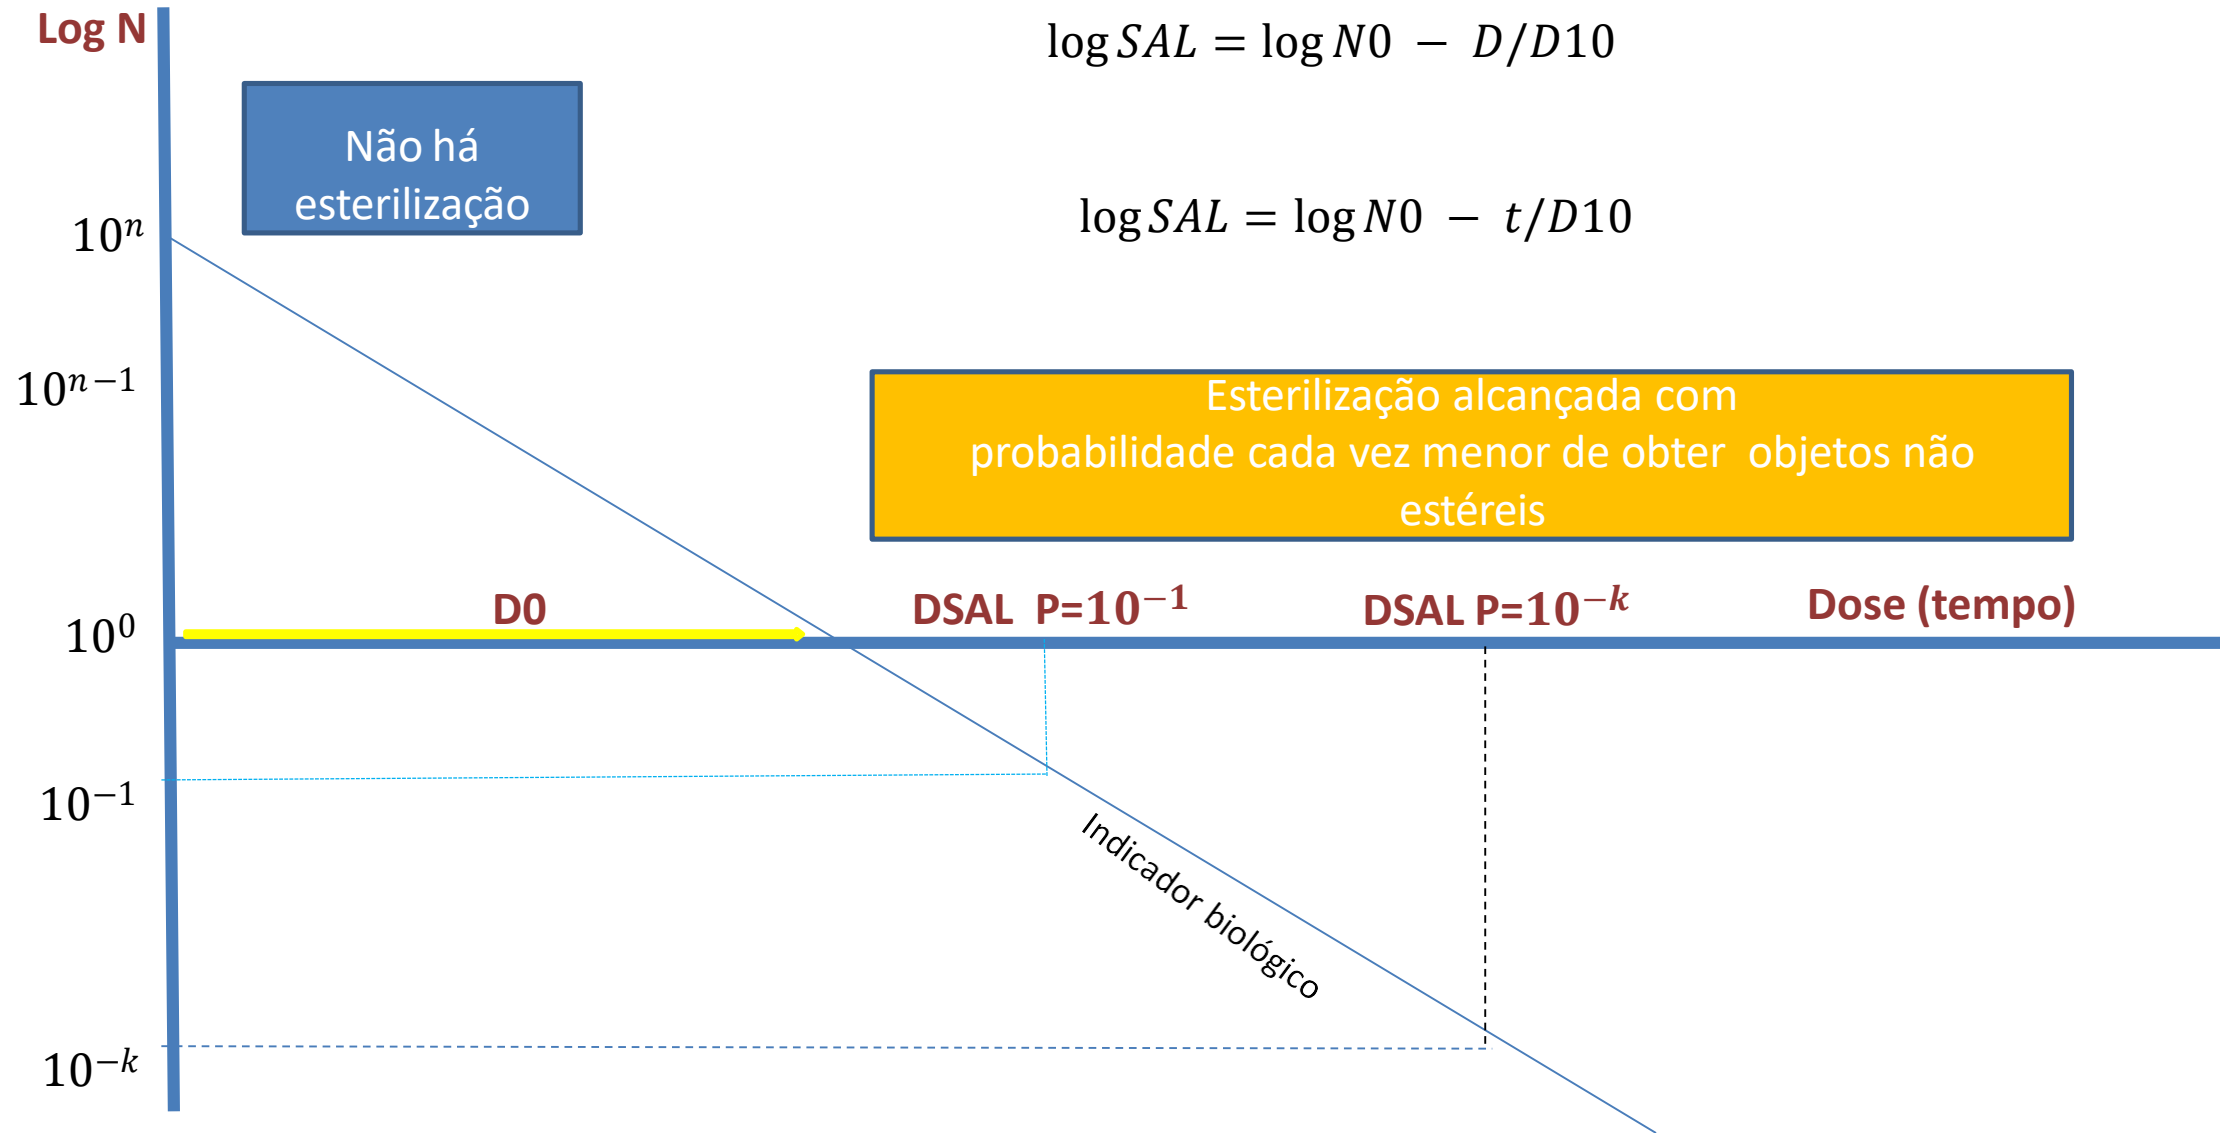 Log N
log SAL = log N0 − D/D10
Não há
esterilização
log SAL = log N0 − t/D10
10ⁿ
10ⁿ⁻¹
Esterilização alcançada com
probabilidade cada vez menor de obter objetos não
estéreis
D0
DSAL P=10⁻¹
DSAL P=10⁻ᵏ
Dose (tempo)
10⁰
10⁻¹
Indicador biológico
10⁻ᵏ